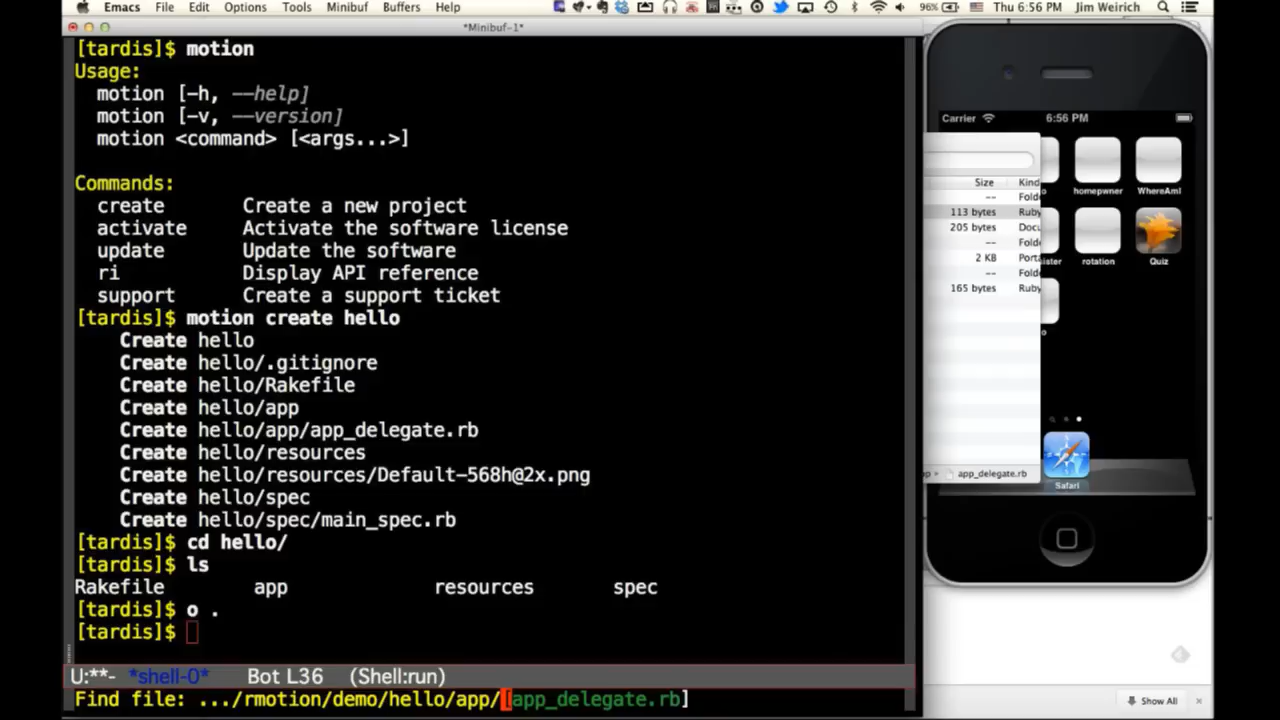 Emacs File Edit Options Tools Minibuf Buffers Help 96% Thu 6:56 PM Jim Weirich
*Minibuf-1*
[tardis]$ motion
Usage:
motion [-h, --help]
motion [-v, --version]
motion <command> [<args...>]
Commands:
create Create a new project
activate Activate the software license
update Update the software
ri Display API reference
support Create a support ticket
[tardis]$ motion create hello
Create hello
Create hello/.gitignore
Create hello/Rakefile
Create hello/app
Create hello/app/app_delegate.rb
Create hello/resources
Create hello/resources/Default-568h@2x.png
Create hello/spec
Create hello/spec/main_spec.rb
[tardis]$ cd hello/
[tardis]$ ls
Rakefile app resources spec
[tardis]$ o .
[tardis]$
U:**- *shell-0* Bot L36 (Shell:run)
Find file: .../rmotion/demo/hello/app/[app_delegate.rb]
Carrier 6:56 PM
Size Kind
-- Folde
113 bytes Ruby
205 bytes Docu
-- Folde
2 KB Porta
-- Folde
165 bytes Ruby
homepwner WhereAmI
rotation Quiz
app_delegate.rb
Safari
Show All